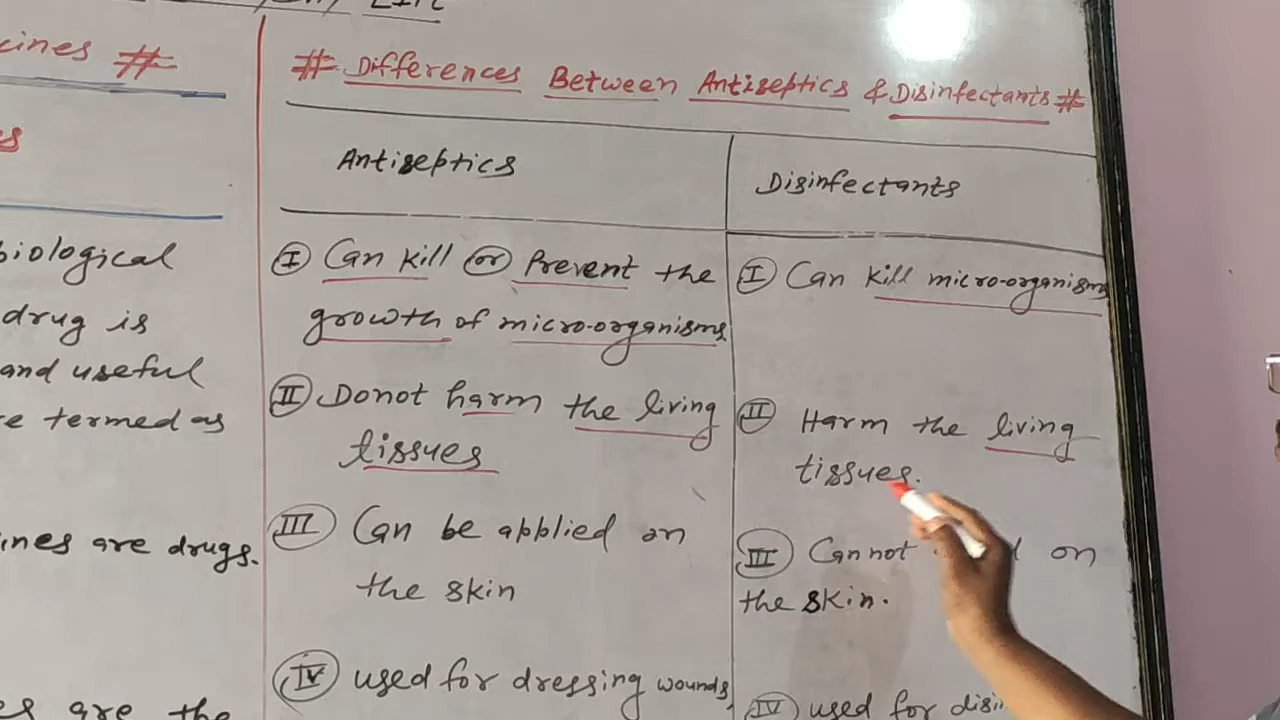 cines #
s
biological
drug is
and useful
e termed as
ines are drugs.
es are the
# Differences Between Antiseptics & Disinfectants #
Antiseptics
Disinfectants
I Can kill or Prevent the
growth of micro-organisms
II Donot harm the living
tissues
III Can be applied on
the skin
IV used for dressing wounds
I Can kill micro-organisms
II Harm the living
tissues.
III Cannot on
the skin.
IV used for